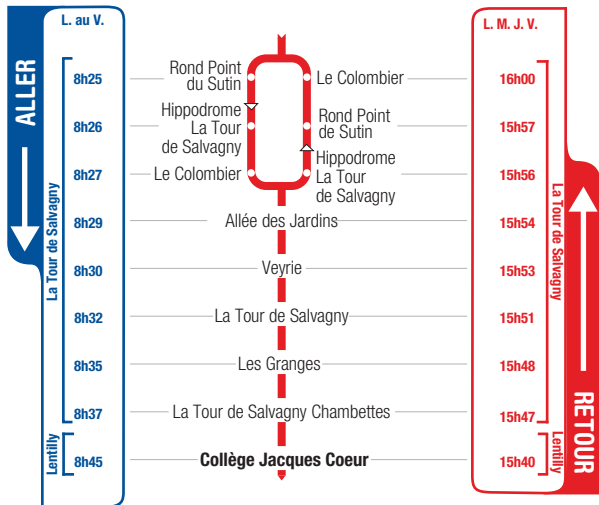 ALLER
L. au V.
L. M. J. V.
8h25
Rond Point
du Sutin
Le Colombier
16h00
8h26
Hippodrome
La Tour
de Salvagny
Rond Point
de Sutin
15h57
8h27
Le Colombier
Hippodrome
La Tour
de Salvagny
15h56
8h29
Allée des Jardins
15h54
8h30
Veyrie
15h53
8h32
La Tour de Salvagny
15h51
8h35
Les Granges
15h48
8h37
La Tour de Salvagny Chambettes
15h47
8h45
Collège Jacques Coeur
15h40
La Tour de Salvagny
Lentilly
La Tour de Salvagny
Lentilly
RETOUR